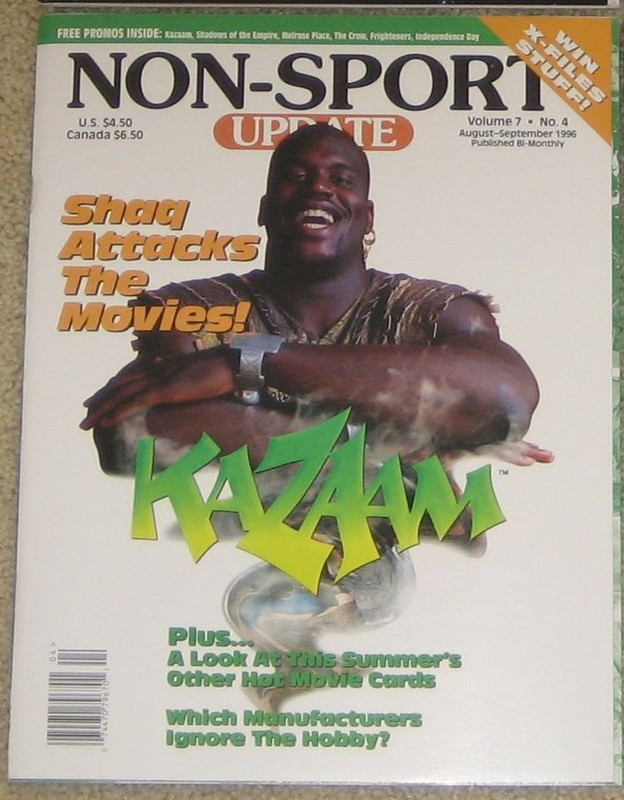 FREE PROMOS INSIDE: Kazaam, Shadows of the Empire, Melrose Place, The Crow, Frighteners, Independence Day
WIN
X-FILES
STUFF!
NON-SPORT
UPDATE
U.S. $4.50
Canada $6.50
Volume 7 • No. 4
August–September 1996
Published Bi-Monthly
Shaq
Attacks
The
Movies!
KAZAAM™
Plus...
A Look At This Summer's
Other Hot Movie Cards
Which Manufacturers
Ignore The Hobby?
04>